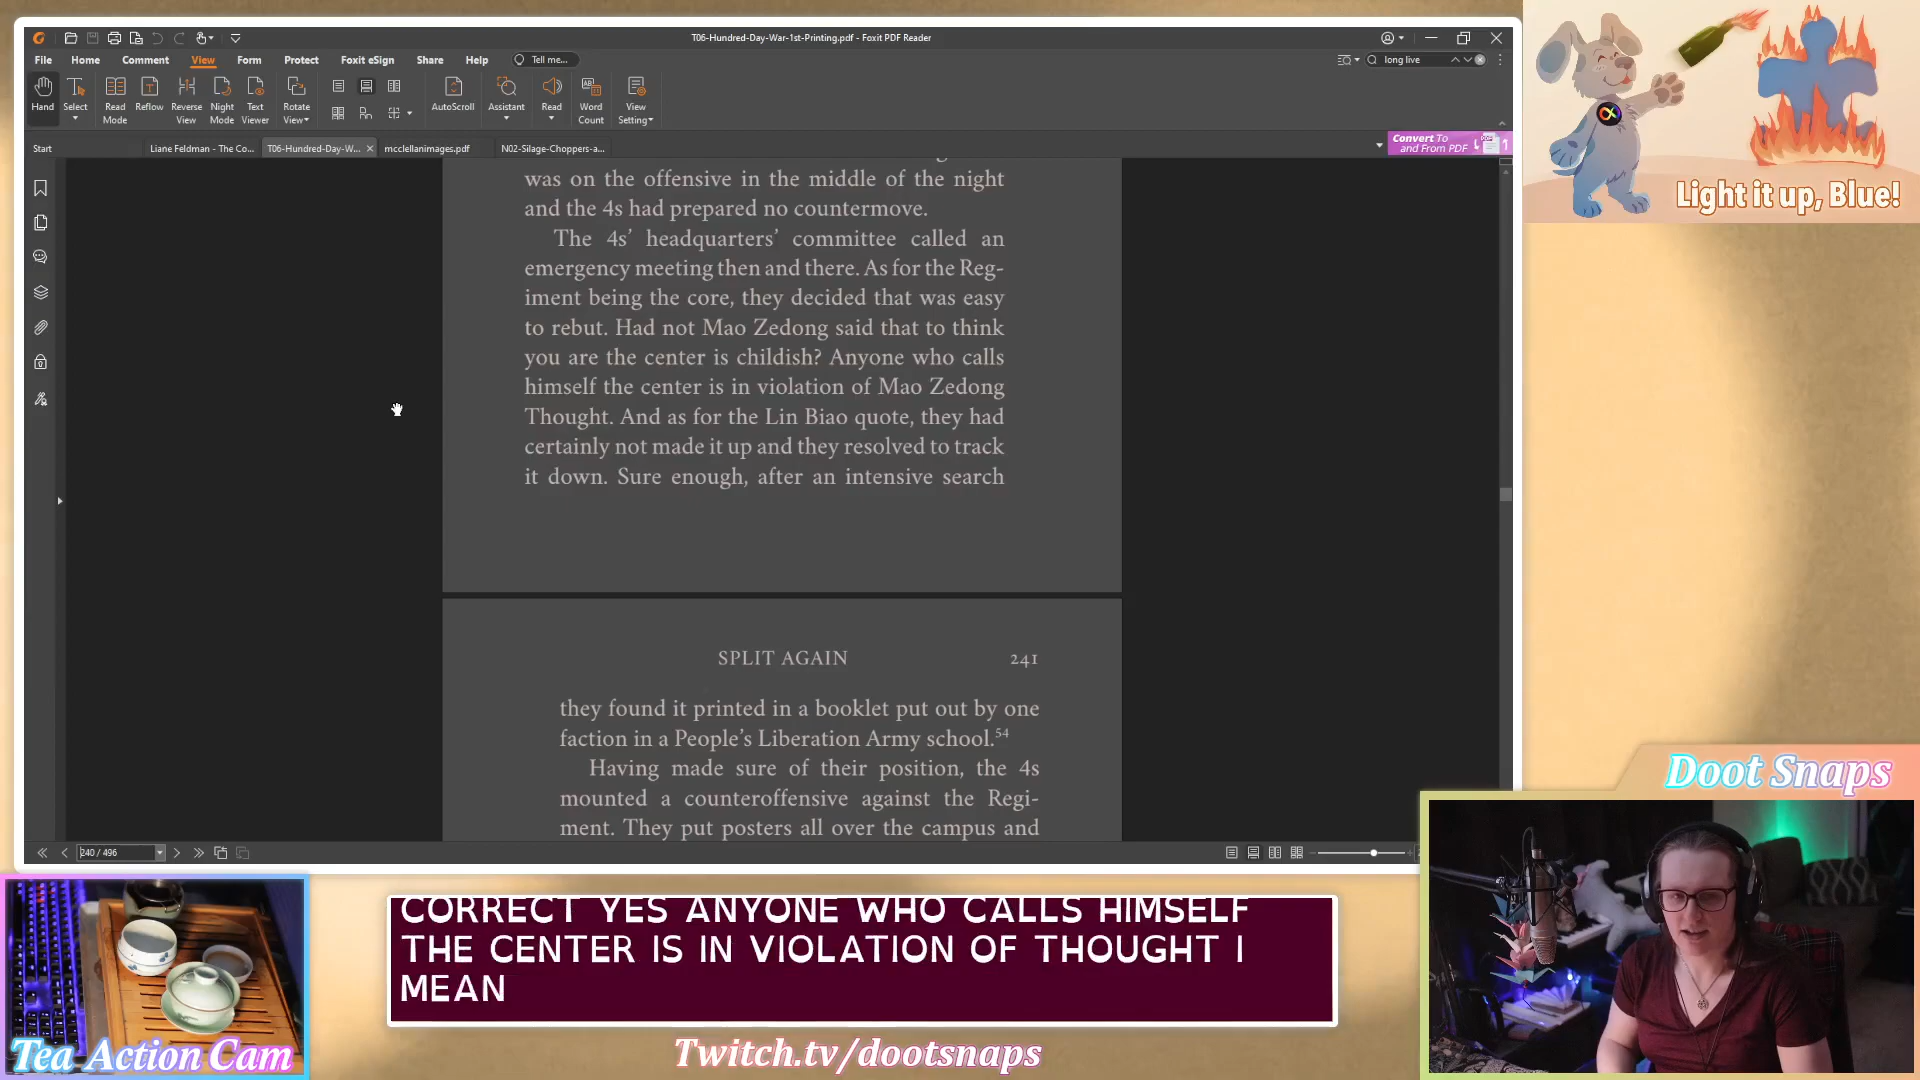 T06-Hundred-Day-War-1st-Printing.pdf - Foxit PDF Reader
File Home Comment View Form Protect Foxit eSign Share Help Tell me... long live
Hand Select Read Mode Reflow Reverse View Night Mode Text Viewer Rotate View AutoScroll Assistant Read Word Count View Setting
Start Liane Feldman - The Co... T06-Hundred-Day-W... mcclellanimages.pdf N02-Silage-Choppers-a... Convert To and From PDF
was on the offensive in the middle of the night
and the 4s had prepared no countermove.
The 4s’ headquarters’ committee called an
emergency meeting then and there. As for the Reg-
iment being the core, they decided that was easy
to rebut. Had not Mao Zedong said that to think
you are the center is childish? Anyone who calls
himself the center is in violation of Mao Zedong
Thought. And as for the Lin Biao quote, they had
certainly not made it up and they resolved to track
it down. Sure enough, after an intensive search
SPLIT AGAIN 241
they found it printed in a booklet put out by one
faction in a People’s Liberation Army school.54
Having made sure of their position, the 4s
mounted a counteroffensive against the Regi-
ment. They put posters all over the campus and
240 / 496
Light it up, Blue!
Doot Snaps
CORRECT YES ANYONE WHO CALLS HIMSELF
THE CENTER IS IN VIOLATION OF THOUGHT I
MEAN
Tea Action Cam
Twitch.tv/dootsnaps